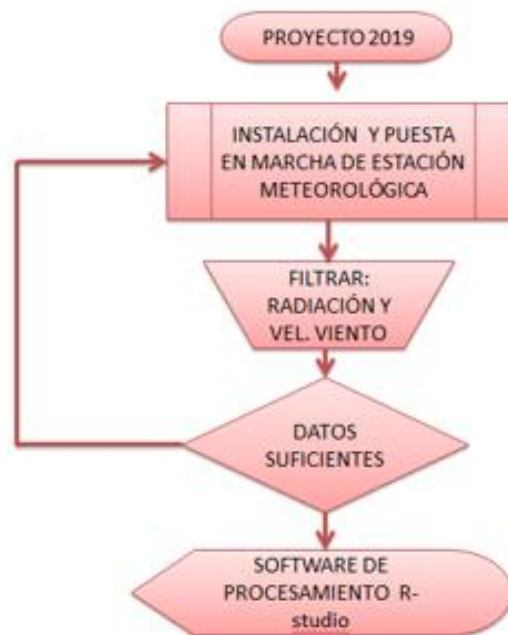 PROYECTO 2019
INSTALACIÓN Y PUESTA
EN MARCHA DE ESTACIÓN
METEOROLÓGICA
FILTRAR:
RADIACIÓN Y
VEL. VIENTO
DATOS
SUFICIENTES
SOFTWARE DE
PROCESAMIENTO R-
studio